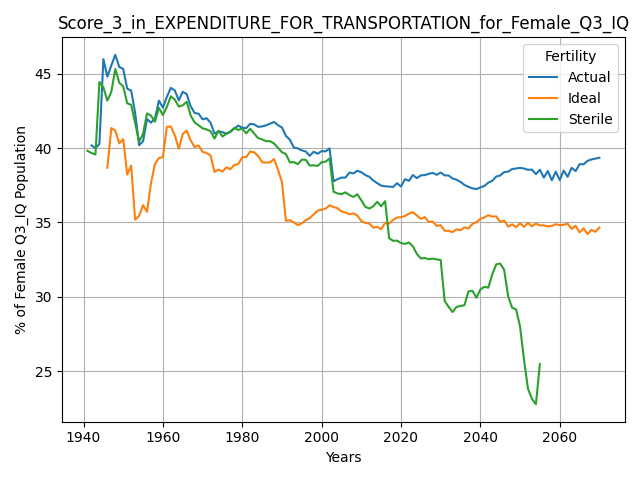 Score_3_in_EXPENDITURE_FOR_TRANSPORTATION_for_Female_Q3_IQ
Fertility
Actual
Ideal
Sterile
% of Female Q3_IQ Population
45
40
35
30
25
1940 1960 1980 2000 2020 2040 2060
Years